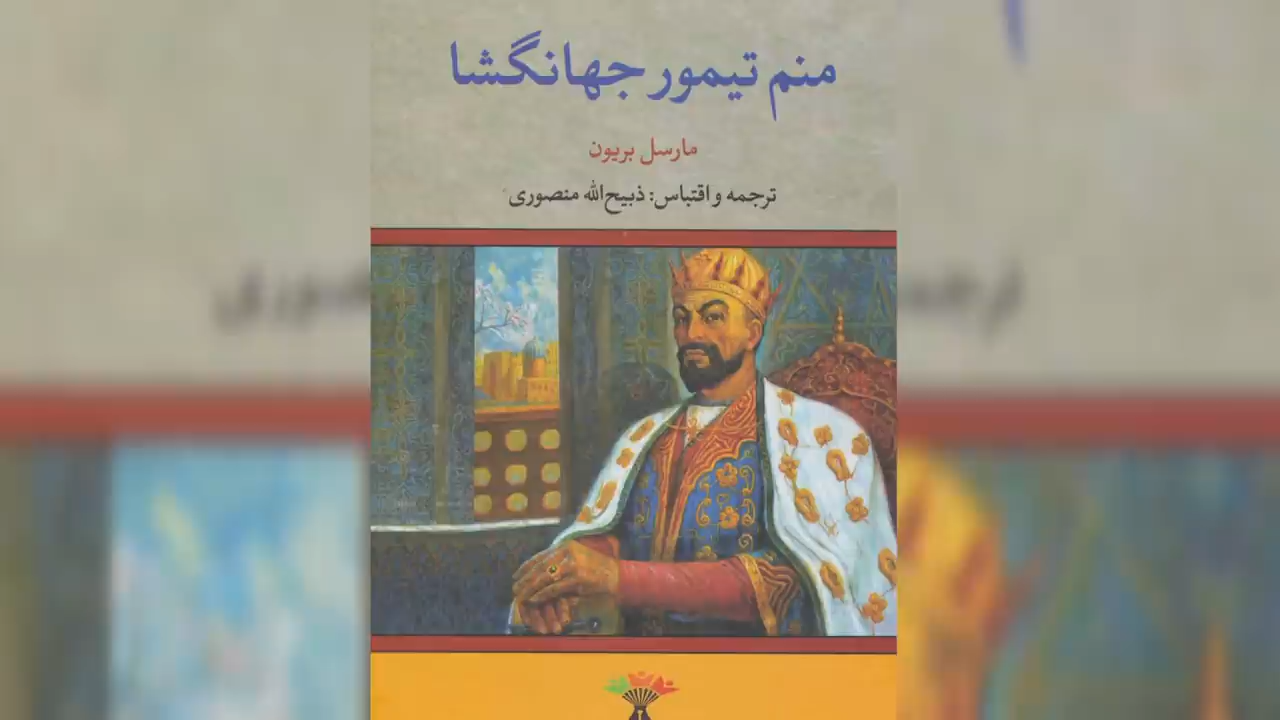 منم تیمور جهانگشا
مارسل بریون
ترجمه و اقتباس: ذبیح‌الله منصوری